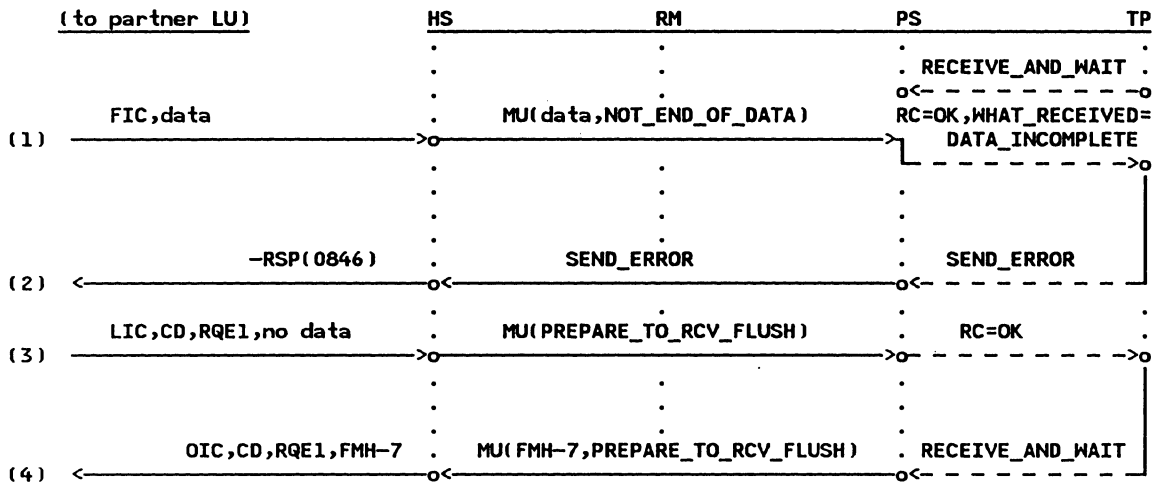 (to partner LU) HS RM PS TP
RECEIVE_AND_WAIT
FIC,data MU(data,NOT_END_OF_DATA) RC=OK,WHAT_RECEIVED=
(1) DATA_INCOMPLETE
-RSP(0846) SEND_ERROR SEND_ERROR
(2)
LIC,CD,RQE1,no data MU(PREPARE_TO_RCV_FLUSH) RC=OK
(3)
OIC,CD,RQE1,FMH-7 MU(FMH-7,PREPARE_TO_RCV_FLUSH) RECEIVE_AND_WAIT
(4)